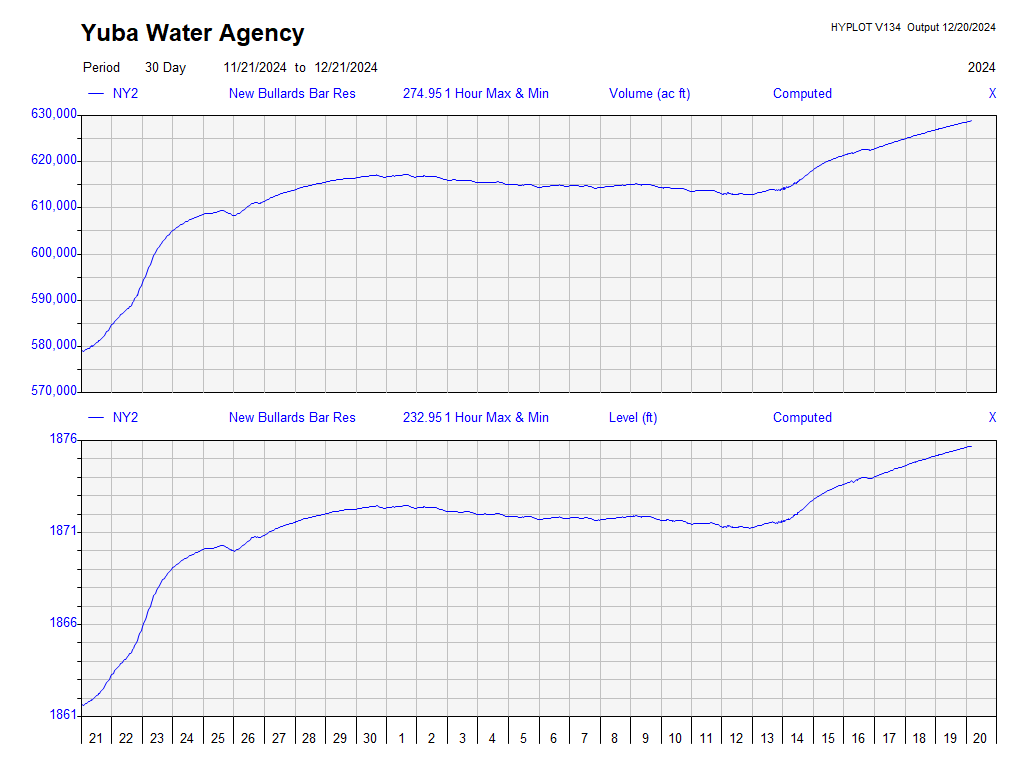 Yuba Water Agency
HYPLOT V134 Output 12/20/2024
Period 30 Day 11/21/2024 to 12/21/2024 2024
NY2 New Bullards Bar Res 274.95 1 Hour Max & Min Volume (ac ft) Computed X
630,000
620,000
610,000
600,000
590,000
580,000
570,000
NY2 New Bullards Bar Res 232.95 1 Hour Max & Min Level (ft) Computed X
1876
1871
1866
1861
21 22 23 24 25 26 27 28 29 30 1 2 3 4 5 6 7 8 9 10 11 12 13 14 15 16 17 18 19 20